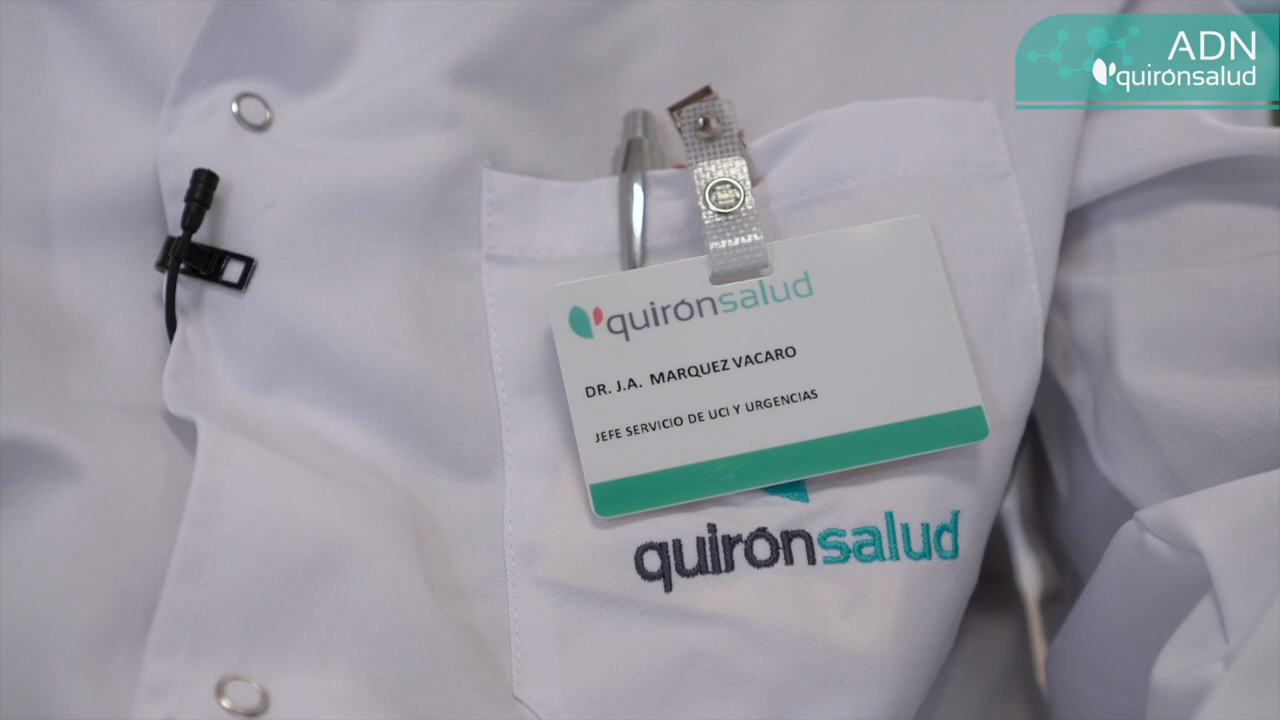 ADN
quirónsalud
quirónsalud
DR. J.A. MARQUEZ VACARO
JEFE SERVICIO DE UCI Y URGENCIAS
quirónsalud